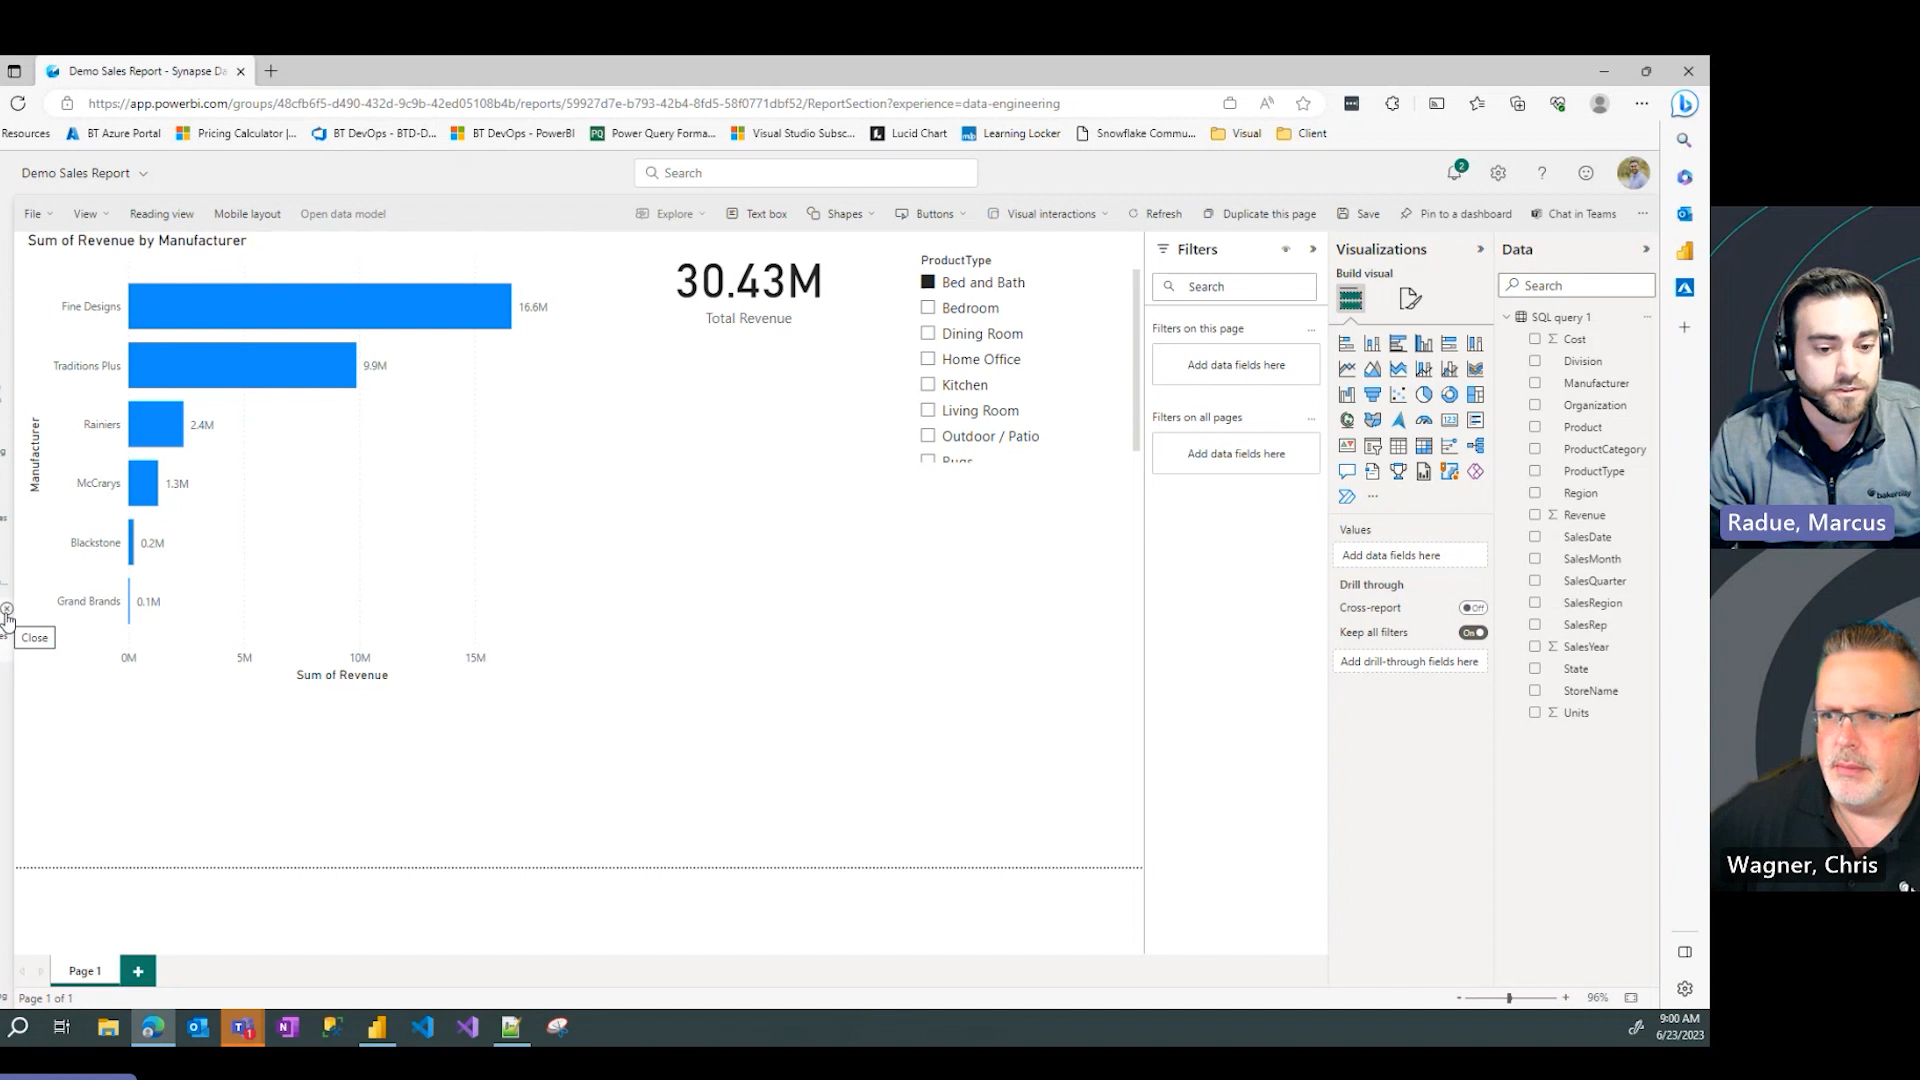 Demo Sales Report - Synapse Da
https://app.powerbi.com/groups/48cfb6f5-d490-432d-9c9b-42ed05108b4b/reports/59927d7e-b793-42b4-8fd5-58f0771dbf52/ReportSection?experience=data-engineering
Resources
BT Azure Portal
Pricing Calculator |...
BT DevOps - BTD-D...
BT DevOps - PowerBI
Power Query Forma...
Visual Studio Subsc...
Lucid Chart
Learning Locker
Snowflake Commu...
Visual
Client
Demo Sales Report
Search
2
File
View
Reading view
Mobile layout
Open data model
Explore
Text box
Shapes
Buttons
Visual interactions
Refresh
Duplicate this page
Save
Pin to a dashboard
Chat in Teams
Sum of Revenue by Manufacturer
Manufacturer
Fine Designs 16.6M
Traditions Plus 9.9M
Rainiers 2.4M
McCrarys 1.3M
Blackstone 0.2M
Grand Brands 0.1M
0M 5M 10M 15M
Sum of Revenue
Close
30.43M
Total Revenue
ProductType
Bed and Bath
Bedroom
Dining Room
Home Office
Kitchen
Living Room
Outdoor / Patio
Rugs
Filters
Search
Filters on this page
Add data fields here
Filters on all pages
Add data fields here
Visualizations
Build visual
Values
Add data fields here
Drill through
Cross-report
Off
Keep all filters
On
Add drill-through fields here
Data
Search
SQL query 1
Cost
Division
Manufacturer
Organization
Product
ProductCategory
ProductType
Region
Revenue
SalesDate
SalesMonth
SalesQuarter
SalesRegion
SalesRep
SalesYear
State
StoreName
Units
Page 1
Page 1 of 1
96%
9:00 AM
6/23/2023
bakertilly
Radue, Marcus
Wagner, Chris